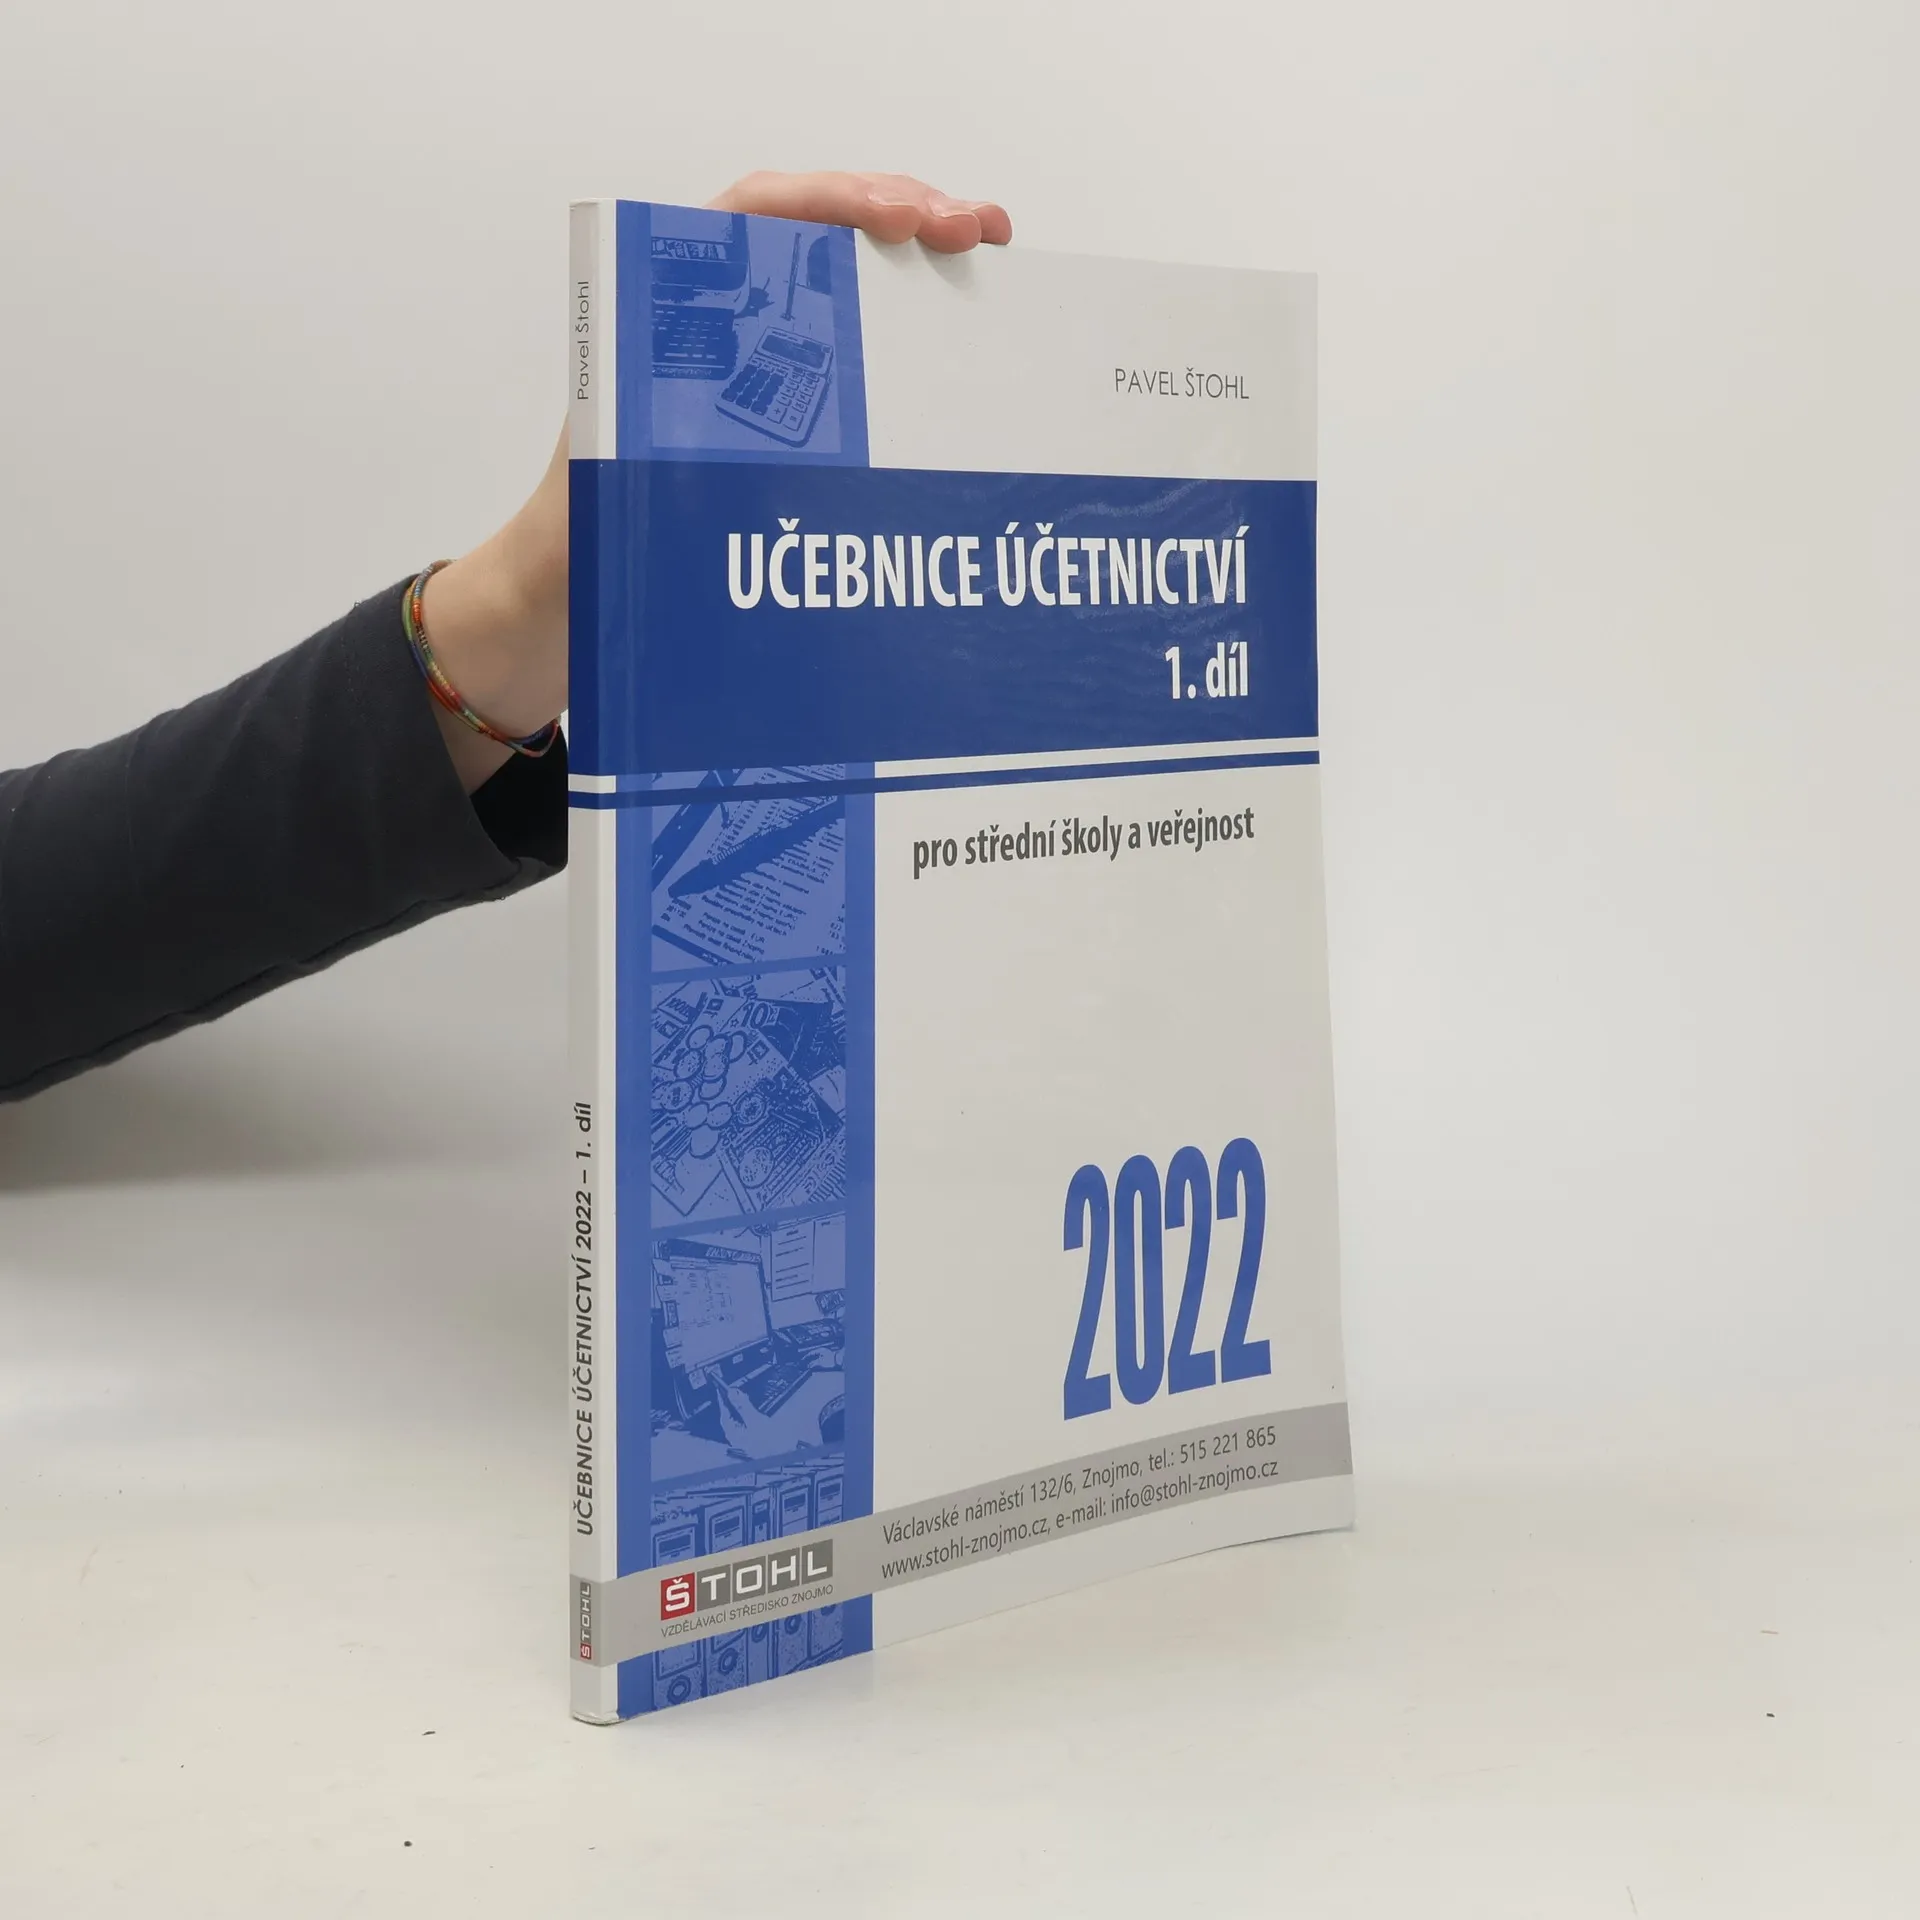 Pavel Štohl
UČEBNICE ÚČETNICTVÍ 2022 – 1. díl
ŠTOHL
PAVEL ŠTOHL
UČEBNICE ÚČETNICTVÍ
1. díl
pro střední školy a veřejnost
2022
Václavské náměstí 132/6, Znojmo, tel.: 515 221 865
www.stohl-znojmo.cz, e-mail: info@stohl-znojmo.cz
ŠTOHL
VZDĚLÁVACÍ STŘEDISKO ZNOJMO